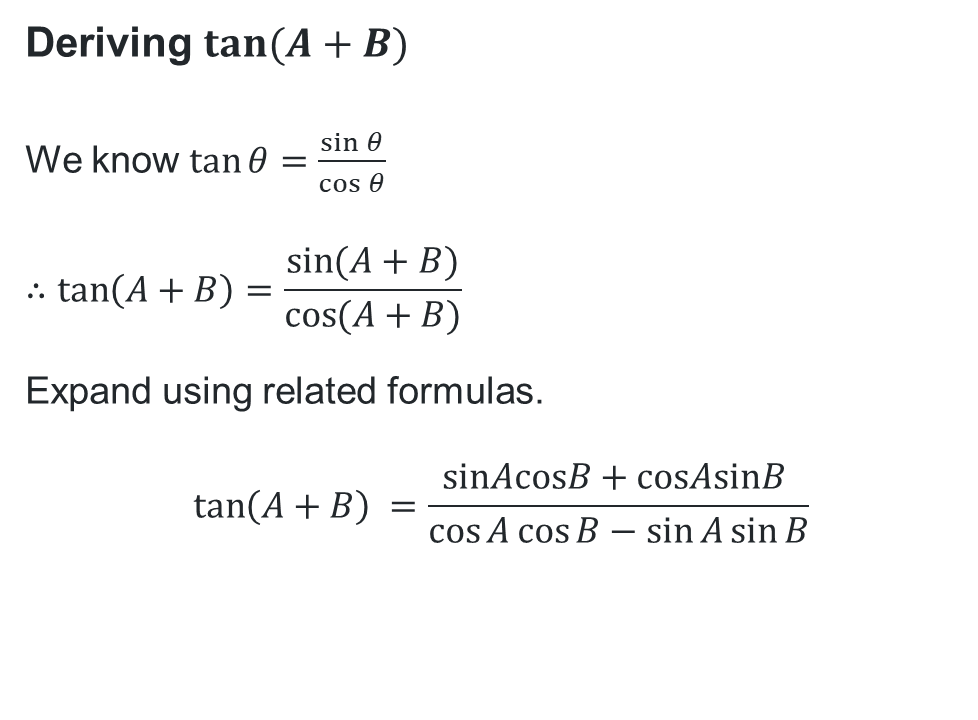 Deriving tan(A + B)
We know tan θ = sin θ / cos θ
∴ tan(A + B) = sin(A + B) / cos(A + B)
Expand using related formulas.
tan(A + B) = sinAcosB + cosAsinB / cos A cos B − sin A sin B